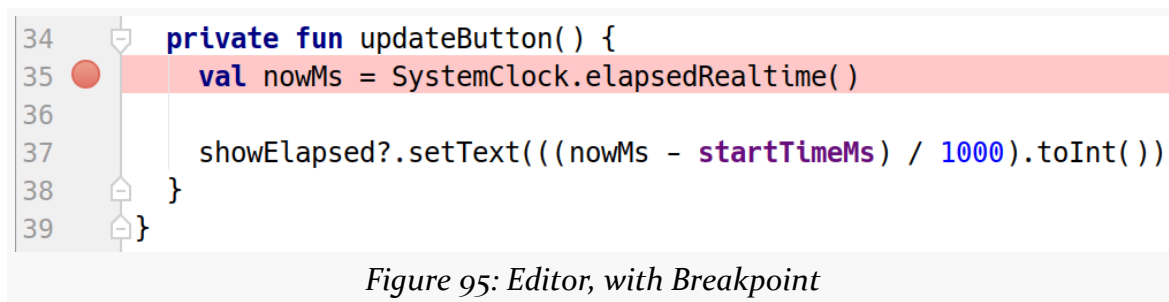 34 private fun updateButton() {
35 val nowMs = SystemClock.elapsedRealtime()
36
37 showElapsed?.setText(((nowMs - startTimeMs) / 1000).toInt())
38 }
39 }
Figure 95: Editor, with Breakpoint